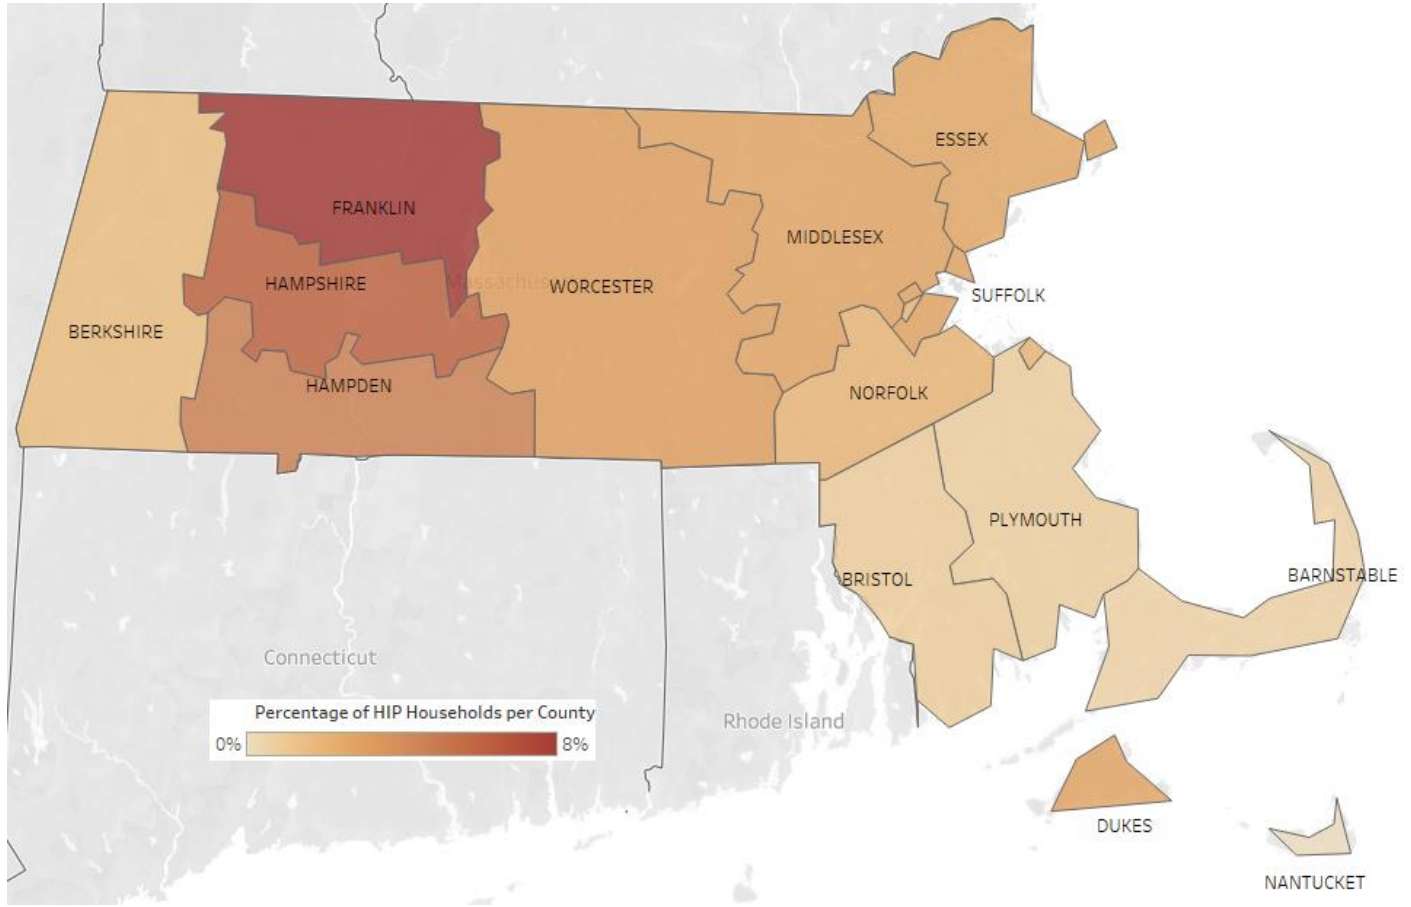 ESSEX
FRANKLIN
MIDDLESEX
HAMPSHIRE
Massachus
WORCESTER
SUFFOLK
BERKSHIRE
HAMPDEN
NORFOLK
PLYMOUTH
BRISTOL
BARNSTABLE
Connecticut
Percentage of HIP Households per County
0%
8%
Rhode Island
DUKES
NANTUCKET